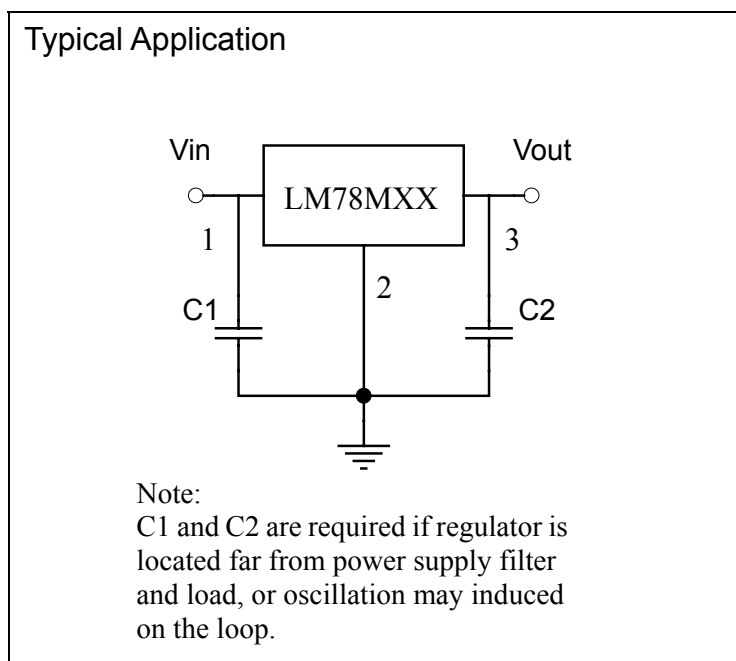 Typical Application
Vin
Vout
LM78MXX
1
3
2
C1
C2
Note:
C1 and C2 are required if regulator is
located far from power supply filter
and load, or oscillation may induced
on the loop.